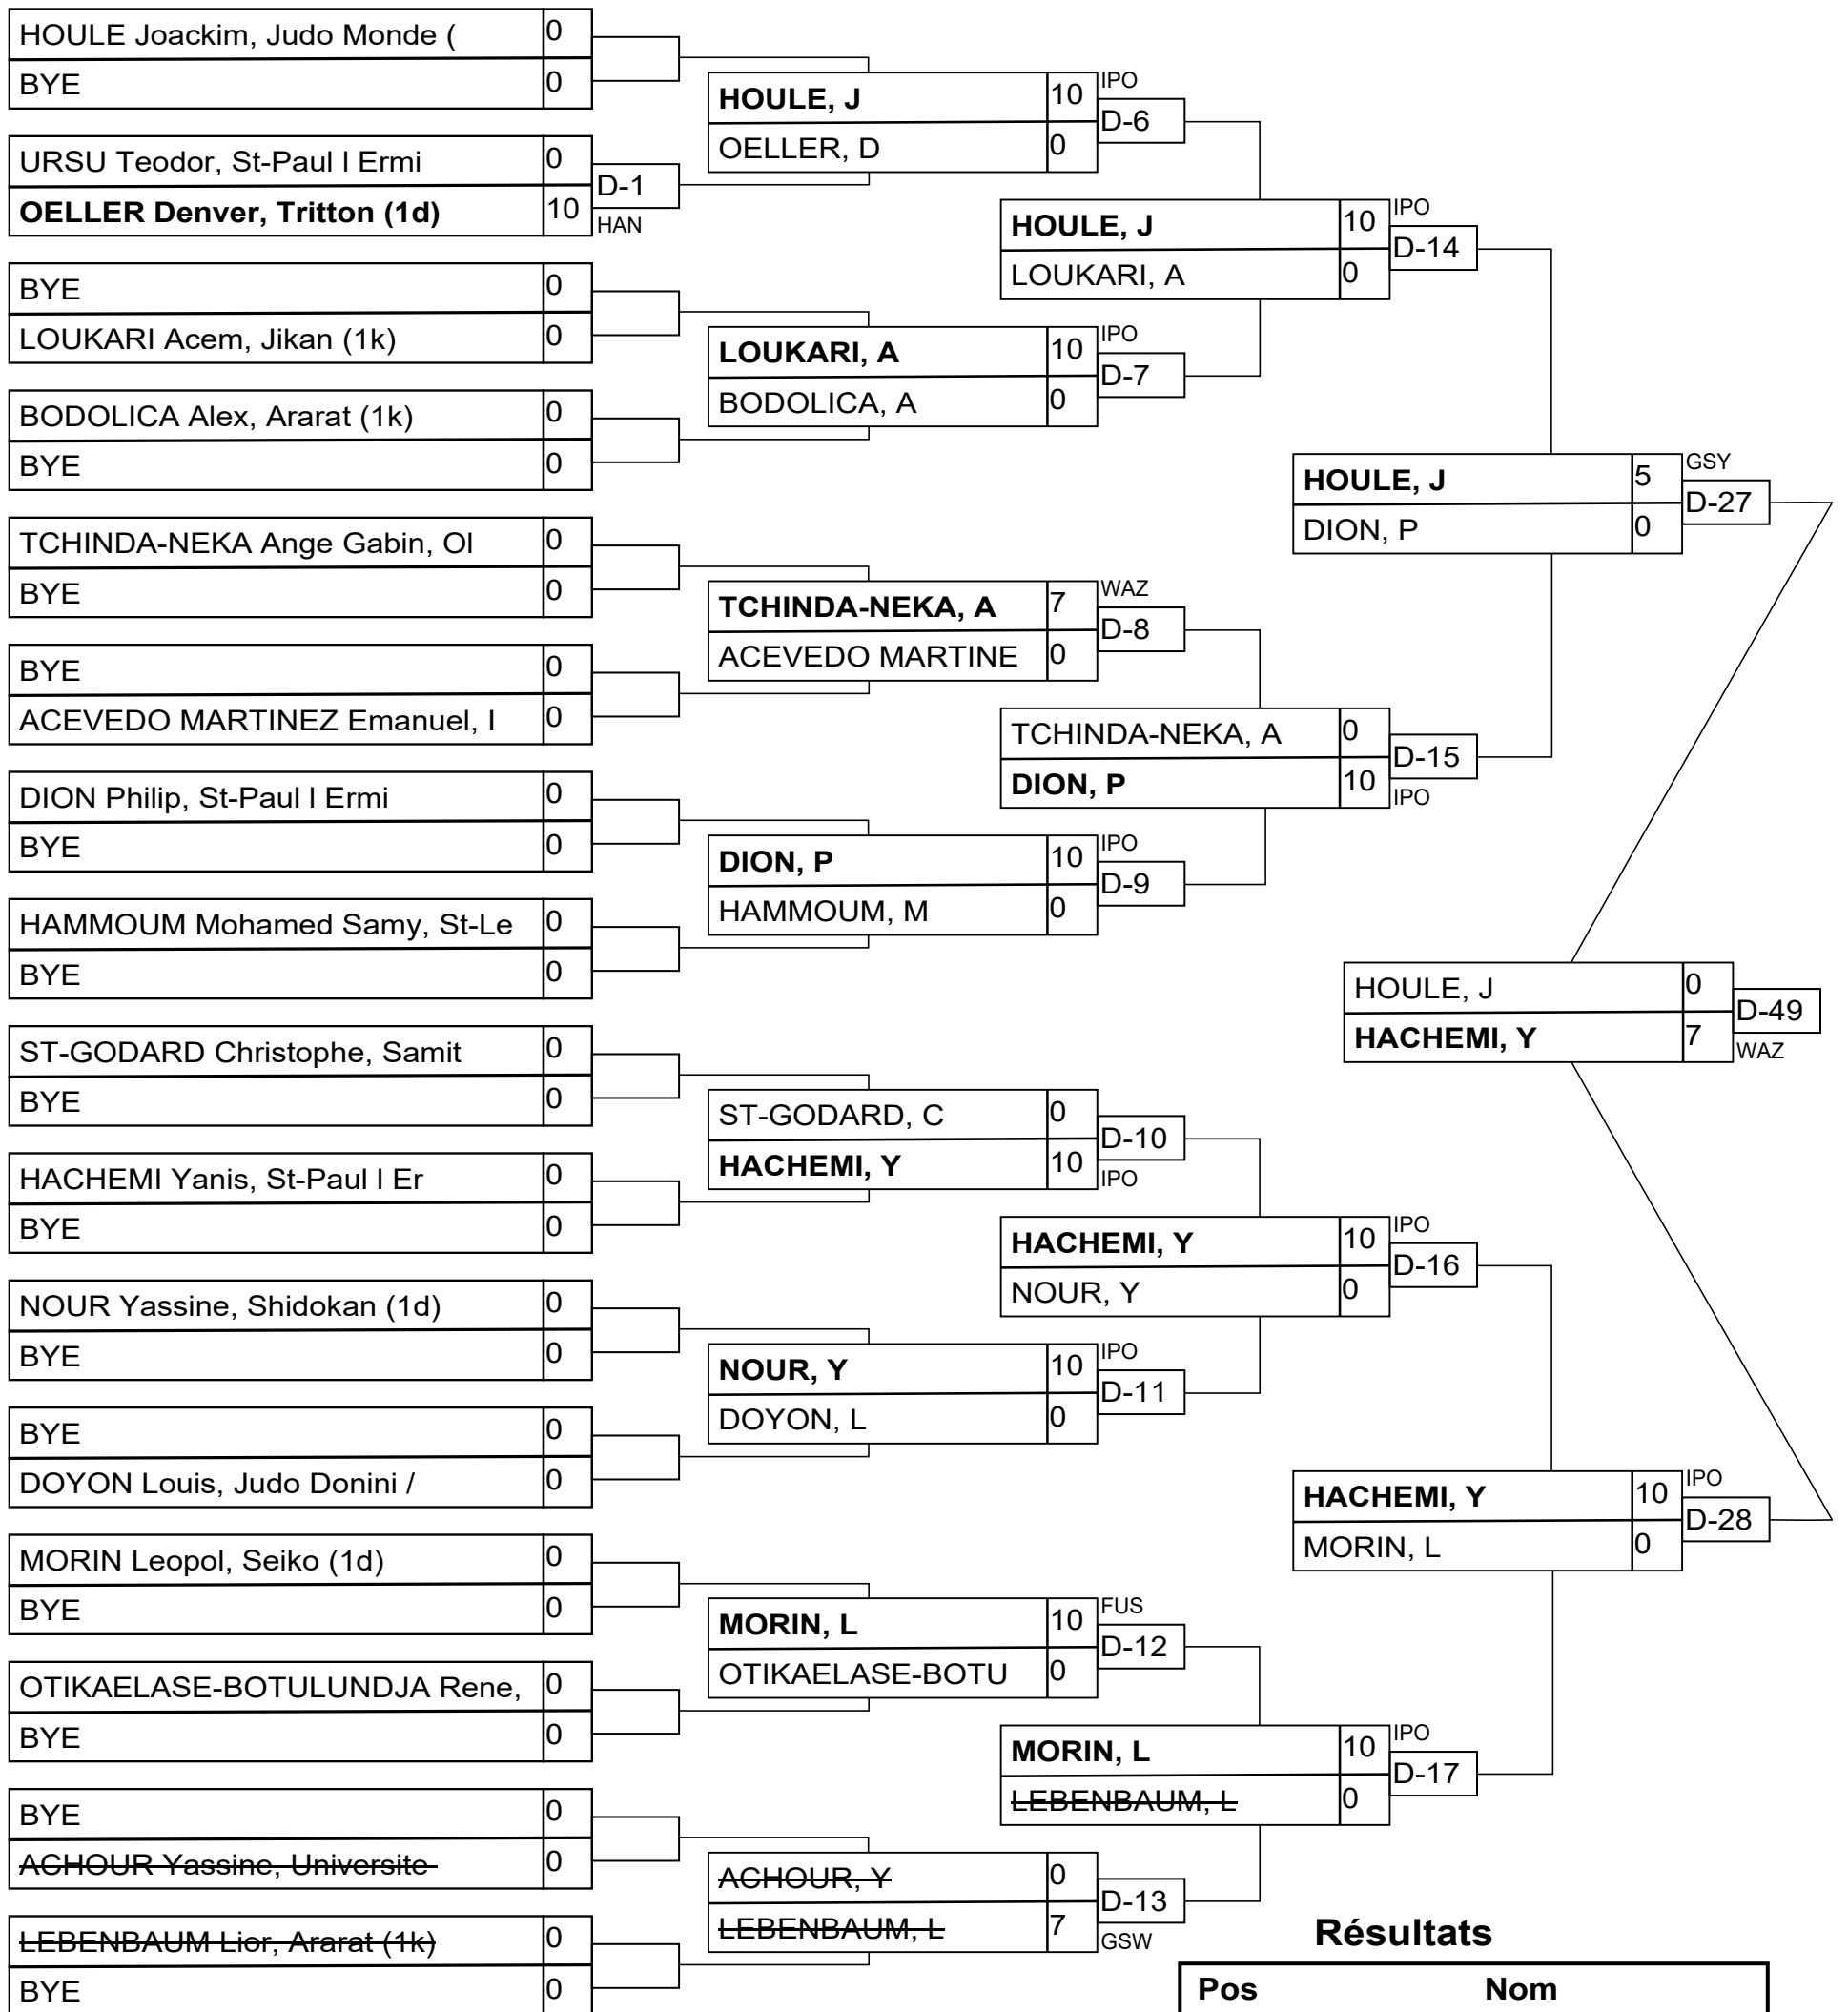 HOULE Joackim, Judo Monde ( 0
BYE 0
URSU Teodor, St-Paul l Ermi 0
OELLER Denver, Tritton (1d) 10
D-1
HAN
BYE 0
LOUKARI Acem, Jikan (1k) 0
BODOLICA Alex, Ararat (1k) 0
BYE 0
TCHINDA-NEKA Ange Gabin, Ol 0
BYE 0
BYE 0
ACEVEDO MARTINEZ Emanuel, I 0
DION Philip, St-Paul l Ermi 0
BYE 0
HAMMOUM Mohamed Samy, St-Le 0
BYE 0
ST-GODARD Christophe, Samit 0
BYE 0
HACHEMI Yanis, St-Paul l Er 0
BYE 0
NOUR Yassine, Shidokan (1d) 0
BYE 0
BYE 0
DOYON Louis, Judo Donini / 0
MORIN Leopol, Seiko (1d) 0
BYE 0
OTIKAELASE-BOTULUNDJA Rene, 0
BYE 0
BYE 0
ACHOUR Yassine, Universite 0
LEBENBAUM Lior, Ararat (1k) 0
BYE 0
HOULE, J 10 IPO
D-6
OELLER, D 0
LOUKARI, A 10 IPO
D-7
BODOLICA, A 0
TCHINDA-NEKA, A 7 WAZ
D-8
ACEVEDO MARTINE 0
DION, P 10 IPO
D-9
HAMMOUM, M 0
ST-GODARD, C 0
D-10
HACHEMI, Y 10 IPO
NOUR, Y 10 IPO
D-11
DOYON, L 0
MORIN, L 10 FUS
D-12
OTIKAELASE-BOTU 0
ACHOUR, Y 0
D-13
LEBENBAUM, L 7 GSW
HOULE, J 10 IPO
D-14
LOUKARI, A 0
TCHINDA-NEKA, A 0
D-15
DION, P 10 IPO
HACHEMI, Y 10 IPO
D-16
NOUR, Y 0
MORIN, L 10 IPO
D-17
LEBENBAUM, L 0
HOULE, J 5 GSY
D-27
DION, P 0
HACHEMI, Y 10 IPO
D-28
MORIN, L 0
HOULE, J 0
D-49
HACHEMI, Y 7 WAZ
Résultats
Pos Nom